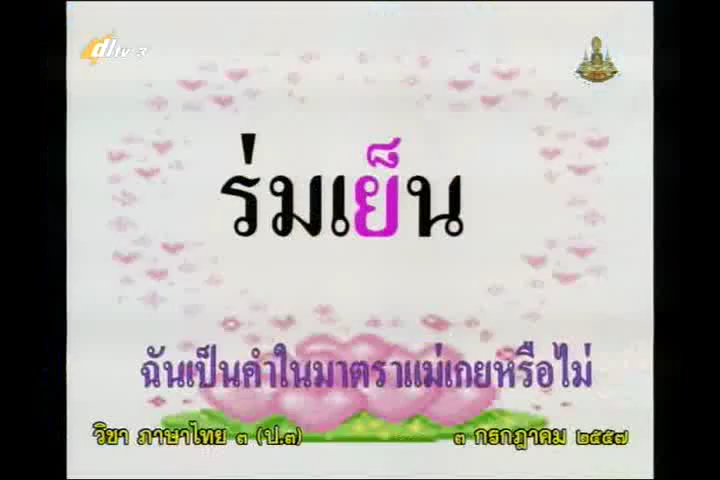 dltv 3
ร่มเย็น
ฉันเป็นคำในมาตราแม่เกยหรือไม่
วิชา ภาษาไทย ๓ (ป.๓)
๓ กรกฎาคม ๒๕๕๗